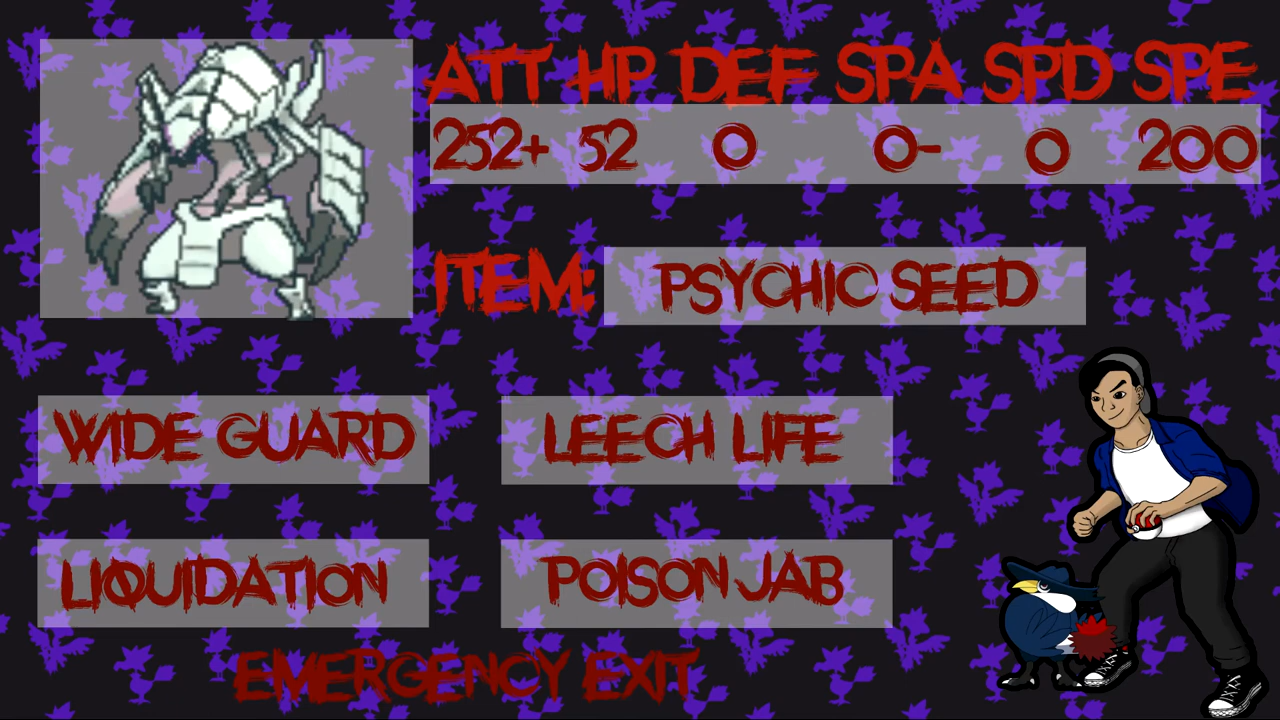 ATT HP DEF SPA SPD SPE
252+ 52 0 0- 0 200
ITEM: PSYCHIC SEED
WIDE GUARD LEECH LIFE
LIQUIDATION POISON JAB
EMERGENCY EXIT